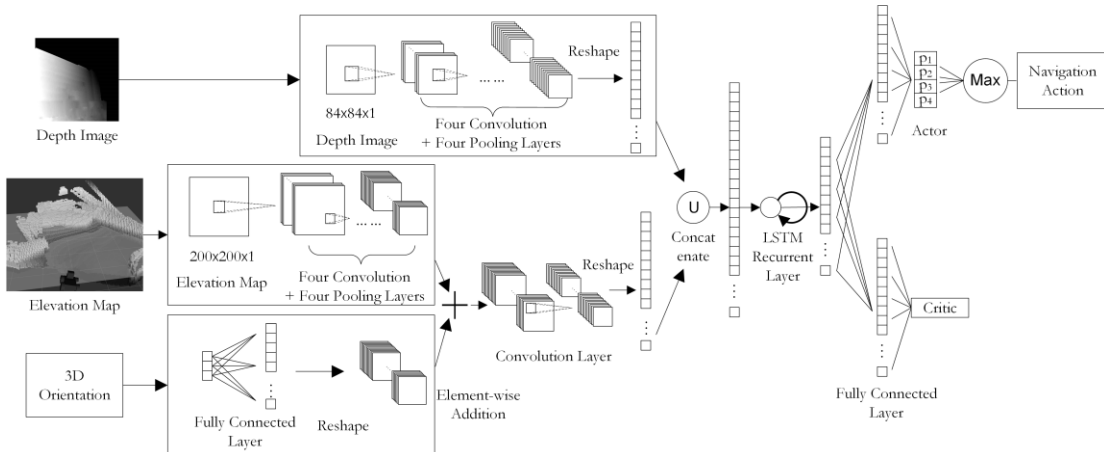 Depth Image
84x84x1
Depth Image
Four Convolution
+ Four Pooling Layers
Reshape
Elevation Map
200x200x1
Elevation Map
Four Convolution
+ Four Pooling Layers
3D
Orientation
Fully Connected
Layer
Reshape
Element-wise
Addition
Convolution Layer
Reshape
U
Concat
enate
LSTM
Recurrent
Layer
p1
p2
p3
p4
Actor
Max
Navigation
Action
Critic
Fully Connected
Layer